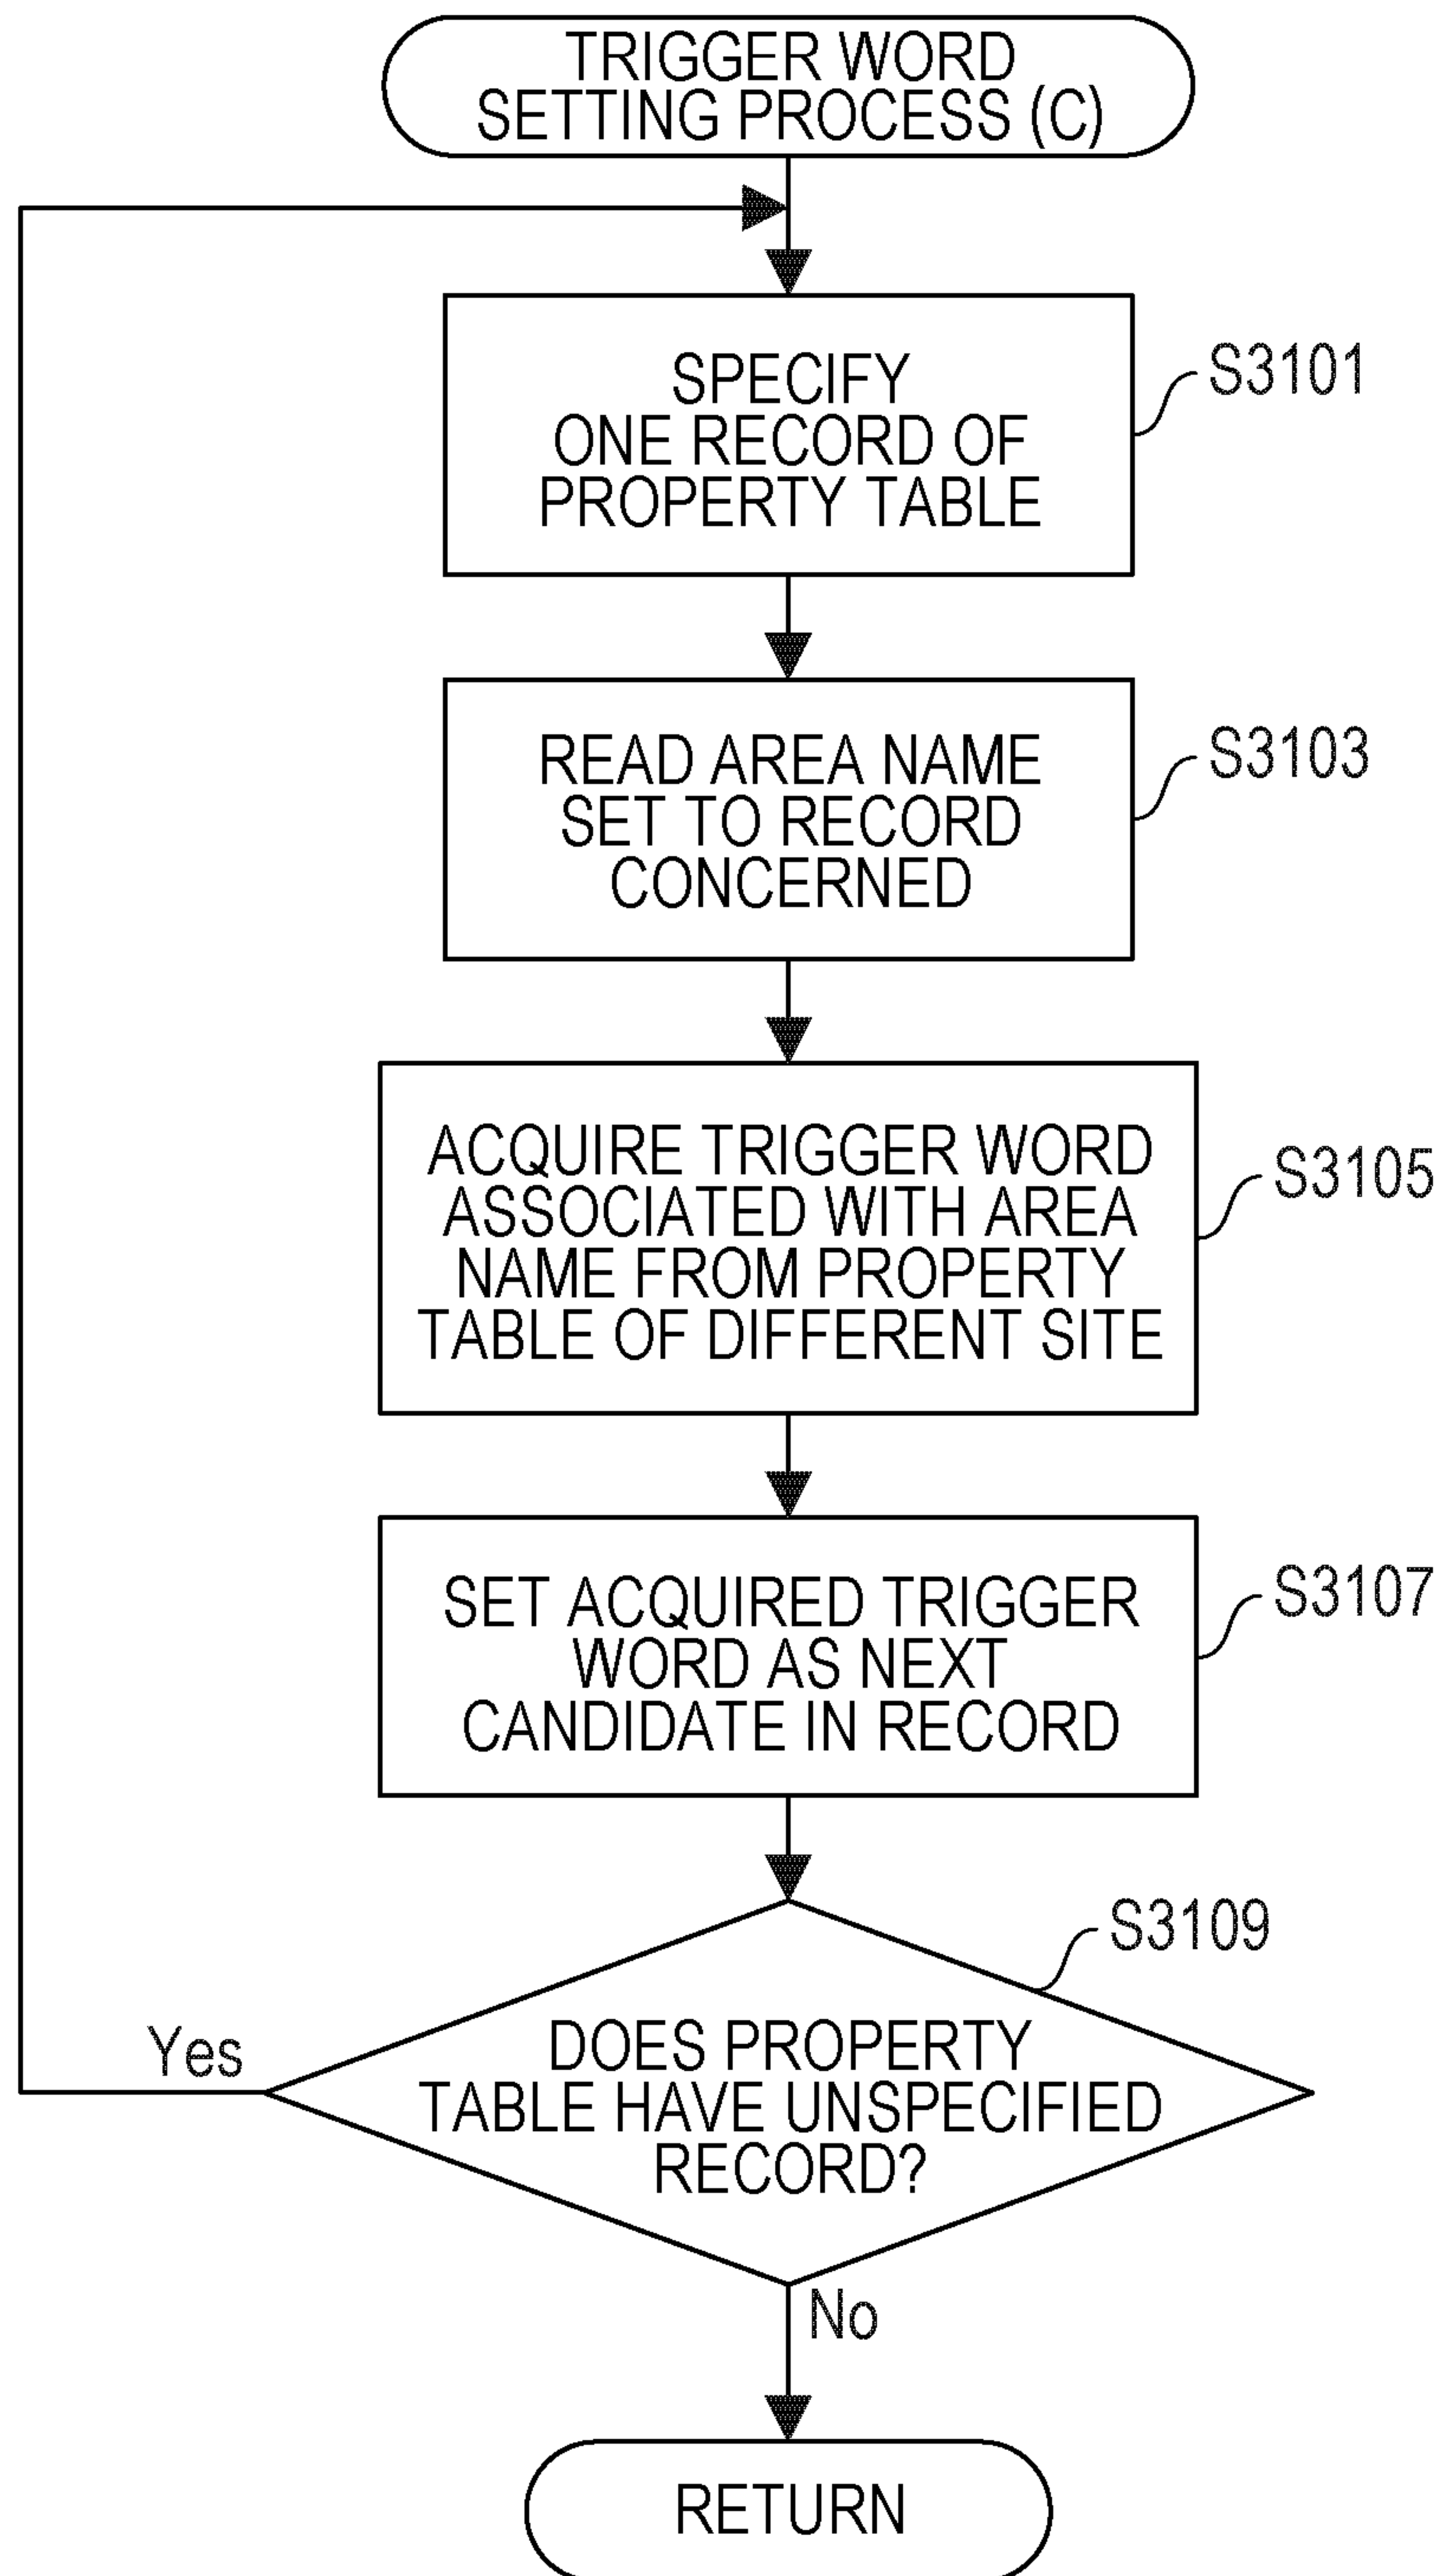 TRIGGER WORD
SETTING PROCESS (C)
SPECIFY
ONE RECORD OF
PROPERTY TABLE
S3101
READ AREA NAME
SET TO RECORD
CONCERNED
S3103
ACQUIRE TRIGGER WORD
ASSOCIATED WITH AREA
NAME FROM PROPERTY
TABLE OF DIFFERENT SITE
S3105
SET ACQUIRED TRIGGER
WORD AS NEXT
CANDIDATE IN RECORD
S3107
S3109
DOES PROPERTY
TABLE HAVE UNSPECIFIED
RECORD?
Yes
No
RETURN